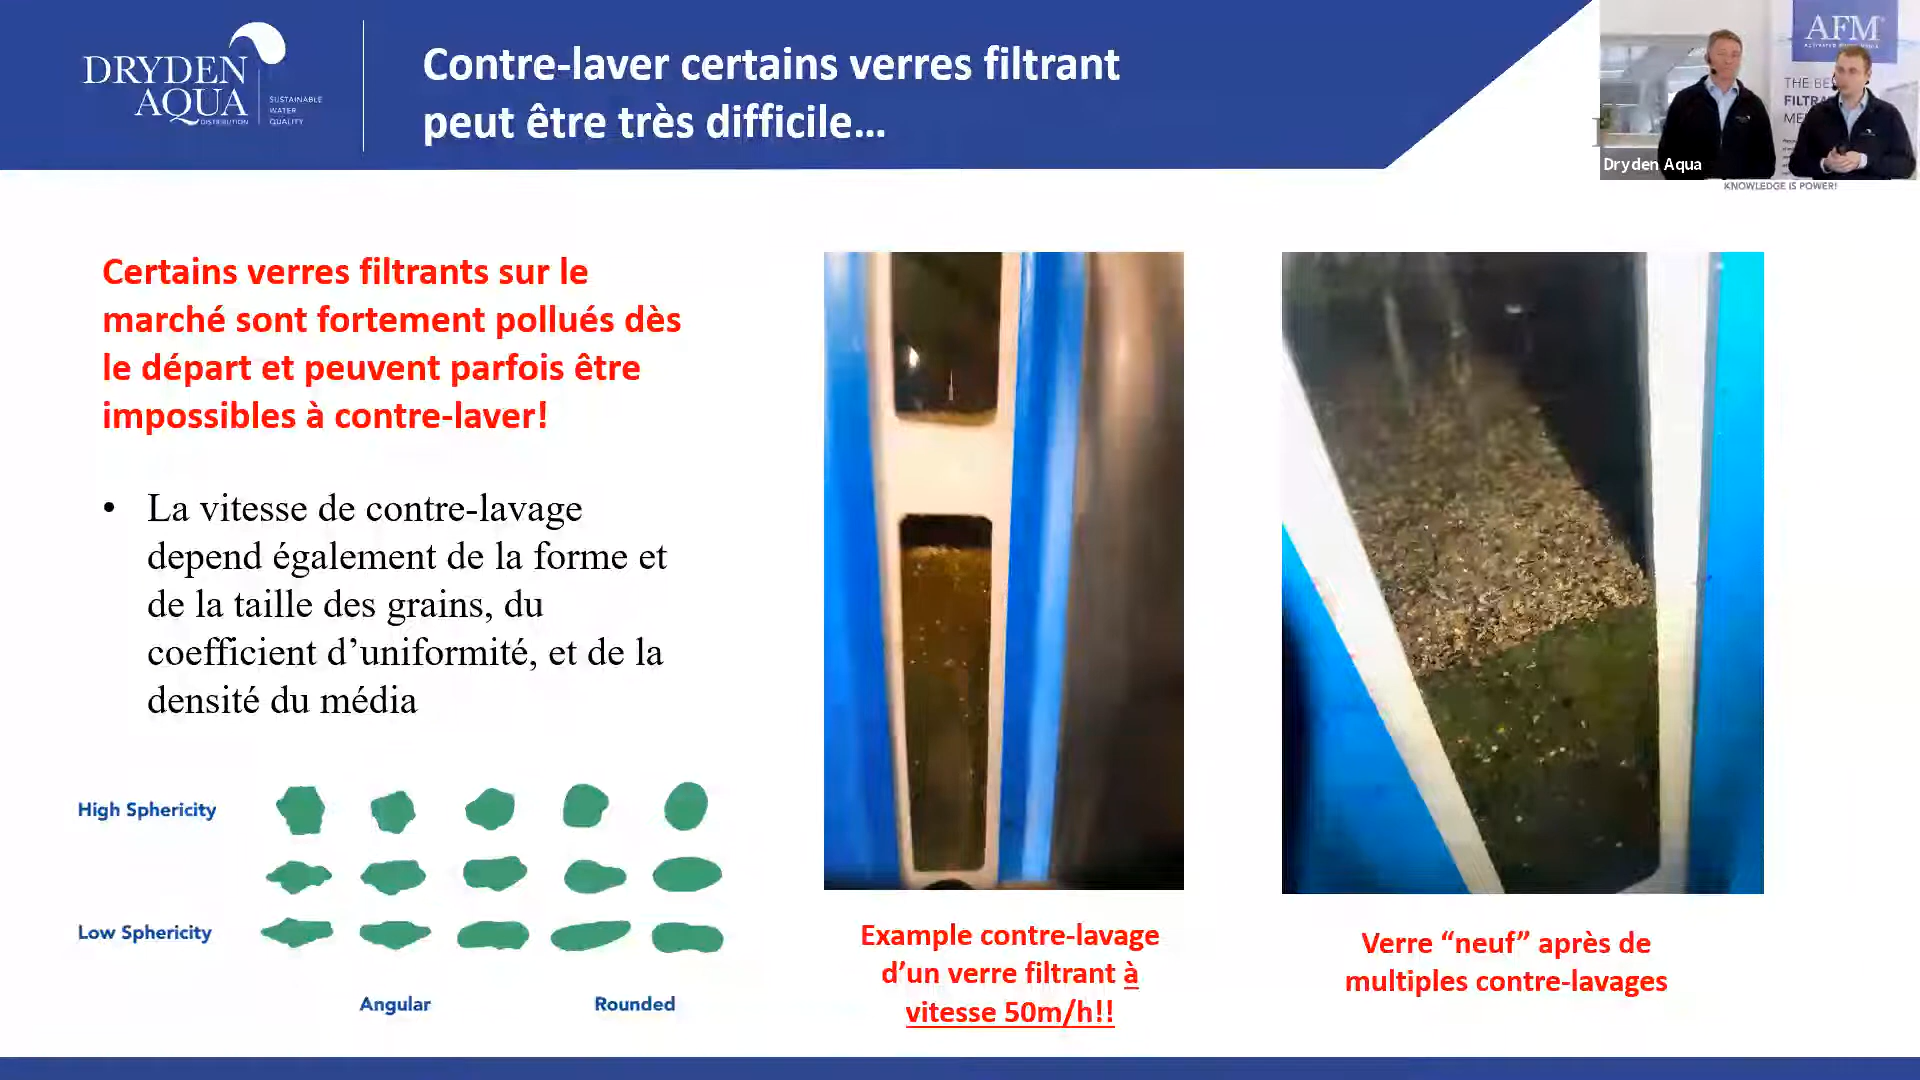 DRYDEN
AQUA
DISTRIBUTION
SUSTAINABLE
WATER
QUALITY
Contre-laver certains verres filtrant
peut être très difficile…
AFM
THE BE
FILTRA
ME
Dryden Aqua
KNOWLEDGE IS POWER!
Certains verres filtrants sur le
marché sont fortement pollués dès
le départ et peuvent parfois être
impossibles à contre-laver!
• La vitesse de contre-lavage
depend également de la forme et
de la taille des grains, du
coefficient d’uniformité, et de la
densité du média
High Sphericity
Low Sphericity
Angular
Rounded
Example contre-lavage
d’un verre filtrant à
vitesse 50m/h!!
Verre “neuf” après de
multiples contre-lavages